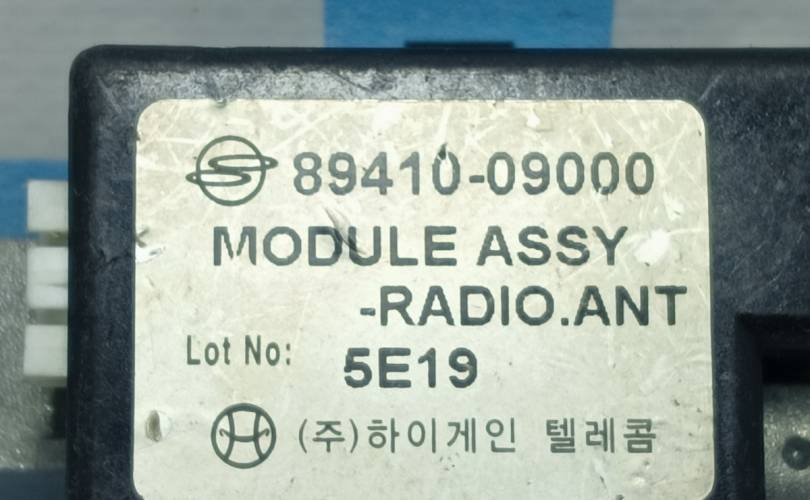 89410-09000
MODULE ASSY
-RADIO.ANT
Lot No: 5E19
(주)하이게인 텔레콤